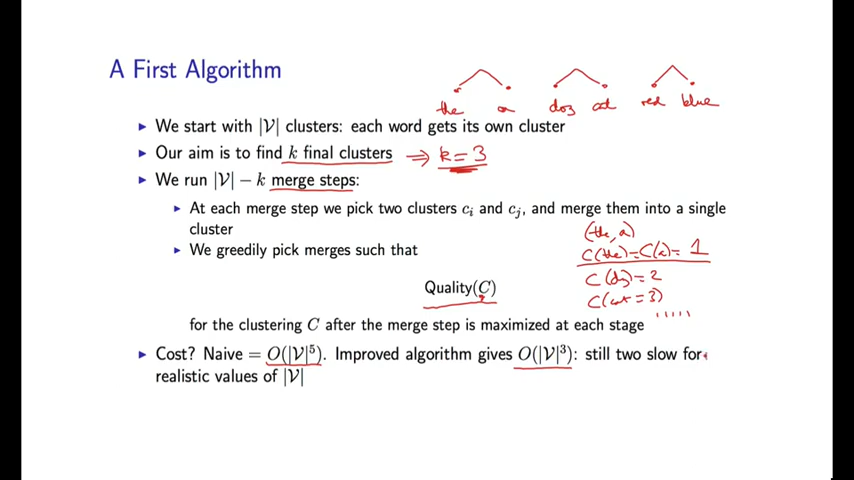 A First Algorithm
the a dog cat red blue
▶ We start with |V| clusters: each word gets its own cluster
▶ Our aim is to find k final clusters ⇒ k = 3
▶ We run |V| − k merge steps:
▶ At each merge step we pick two clusters ci and cj, and merge them into a single
cluster
(the, a)
▶ We greedily pick merges such that
C(the) = C(a) = 1
C(dog) = 2
Quality(C)
C(cat = 3)
.....
for the clustering C after the merge step is maximized at each stage
▶ Cost? Naive = O(|V|⁵). Improved algorithm gives O(|V|³): still two slow for
realistic values of |V|